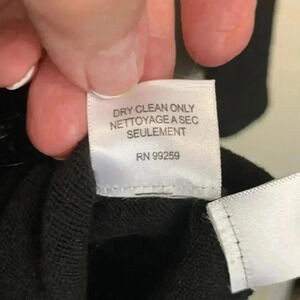 DRY CLEAN ONLY
NETTOYAGE A SEC
SEULEMENT
RN 99259